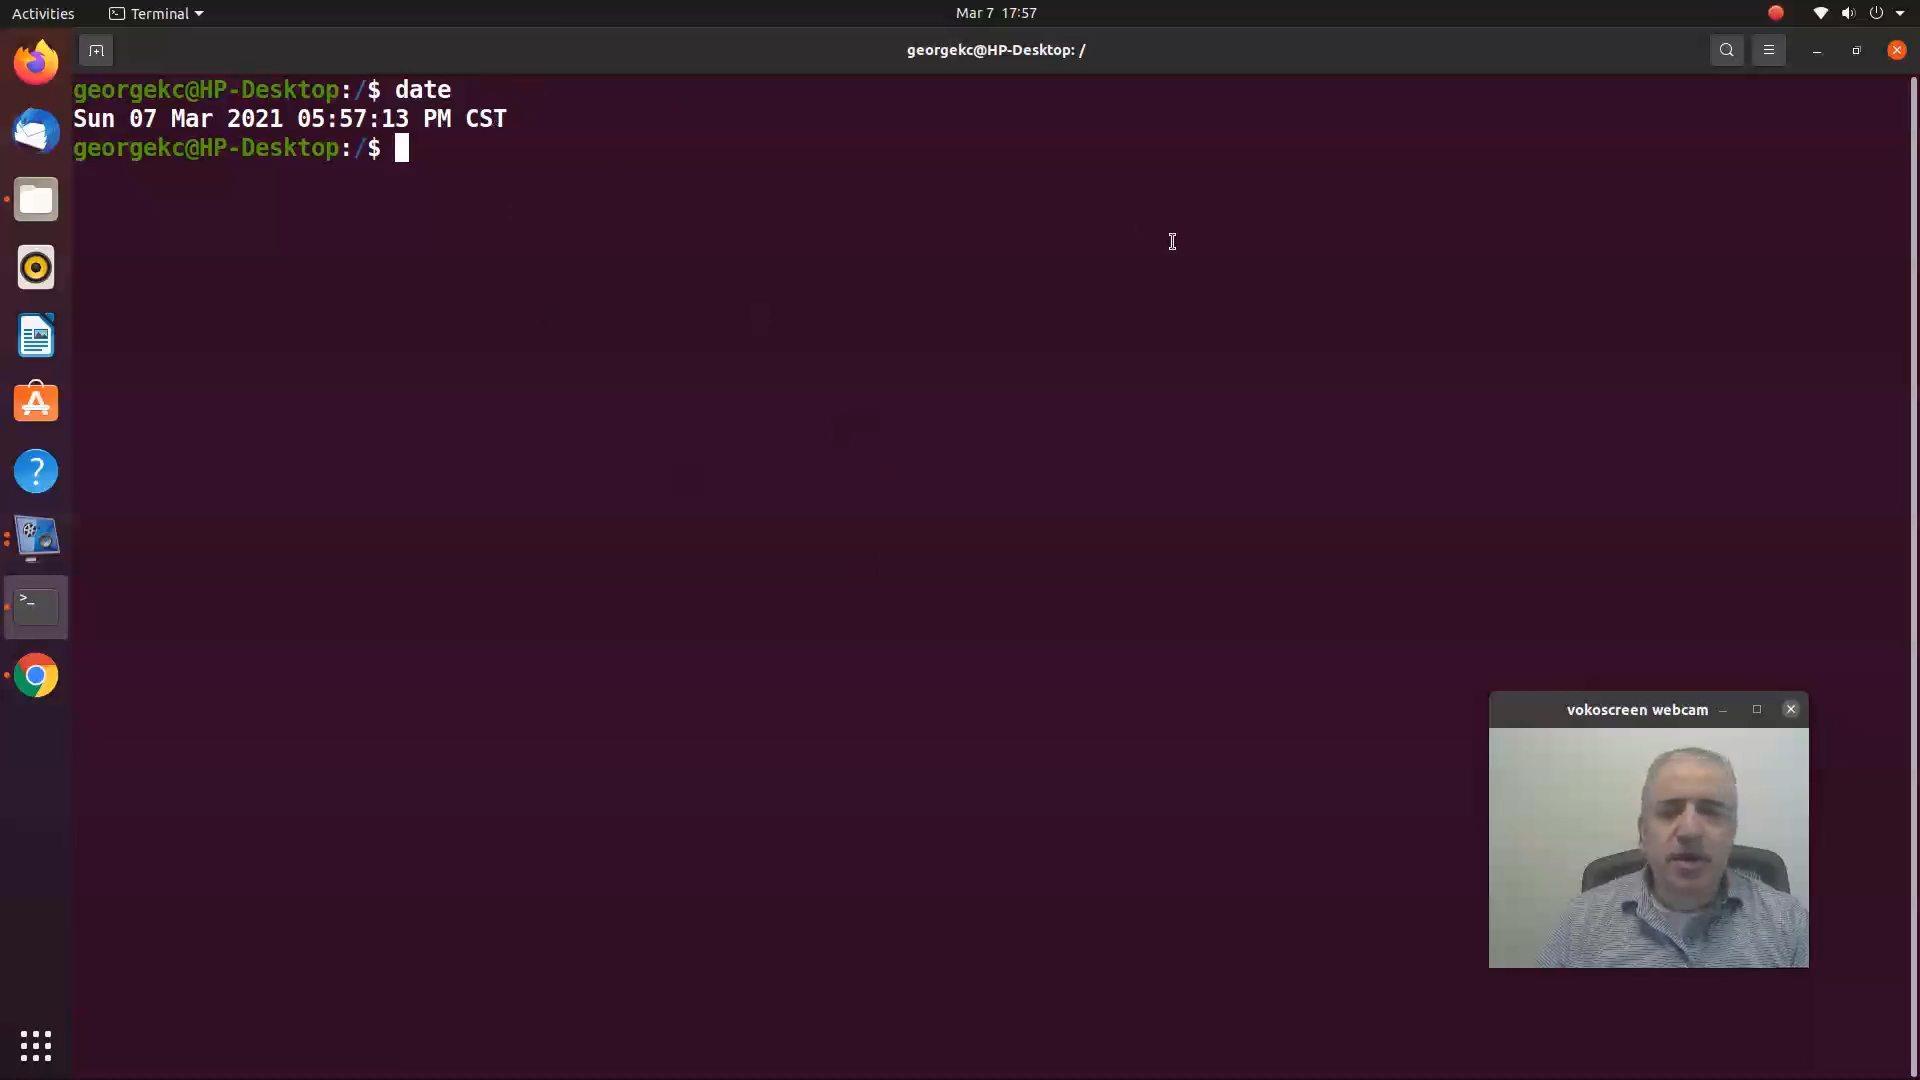 Activities
Terminal
Mar 7 17:57
georgekc@HP-Desktop: /
georgekc@HP-Desktop:/$ date
Sun 07 Mar 2021 05:57:13 PM CST
georgekc@HP-Desktop:/$
>_
vokoscreen webcam